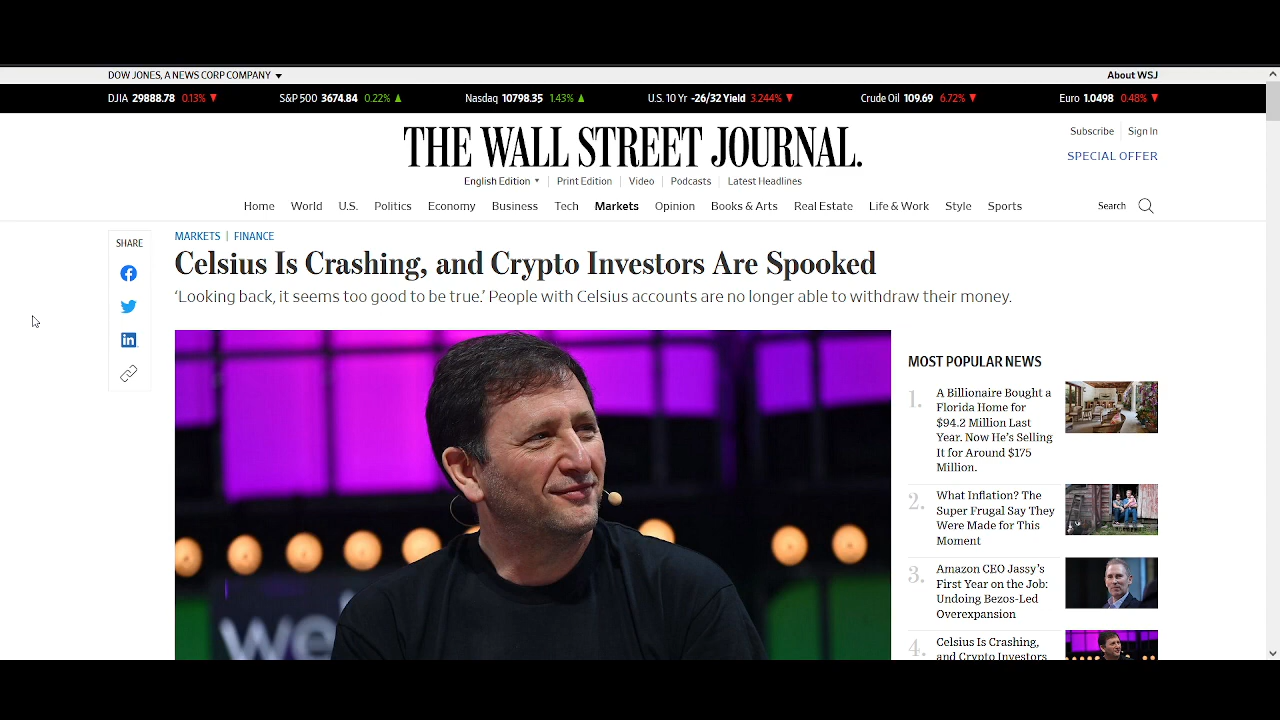 DOW JONES, A NEWS CORP COMPANY
About WSJ
DJIA 29888.78 0.13% S&P 500 3674.84 0.22% Nasdaq 10798.35 1.43% U.S. 10 Yr -26/32 Yield 3.244% Crude Oil 109.69 6.72% Euro 1.0498 0.48%
THE WALL STREET JOURNAL.
Subscribe Sign In
SPECIAL OFFER
English Edition Print Edition Video Podcasts Latest Headlines
Home World U.S. Politics Economy Business Tech Markets Opinion Books & Arts Real Estate Life & Work Style Sports Search
SHARE
MARKETS | FINANCE
Celsius Is Crashing, and Crypto Investors Are Spooked
‘Looking back, it seems too good to be true.’ People with Celsius accounts are no longer able to withdraw their money.
we
MOST POPULAR NEWS
1.
A Billionaire Bought a
Florida Home for
$94.2 Million Last
Year. Now He’s Selling
It for Around $175
Million.
2.
What Inflation? The
Super Frugal Say They
Were Made for This
Moment
3.
Amazon CEO Jassy’s
First Year on the Job:
Undoing Bezos-Led
Overexpansion
4.
Celsius Is Crashing,
and Crypto Investors